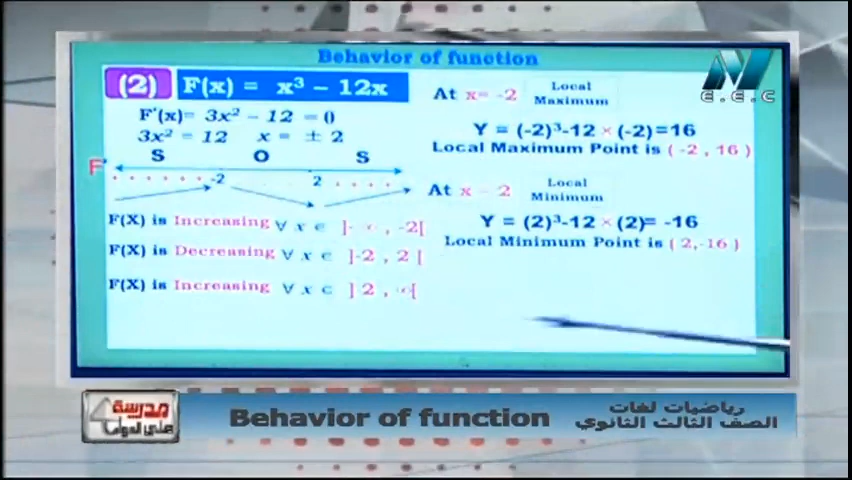 Behavior of function
(2) F(x) = x³ – 12x
F'(x)= 3x² – 12 = 0
3x² = 12 x = ± 2
S O S
F'
-2 2
F(X) is Increasing ∀ x ∈ ]- ∞ , -2[
F(X) is Decreasing ∀ x ∈ ]-2 , 2 [
F(X) is Increasing ∀ x ∈ ] 2 , ∞[
At x= -2 Local Maximum
Y = (-2)³-12 ×(-2)=16
Local Maximum Point is ( -2 , 16 )
At x = 2 Local Minimum
Y = (2)³-12 ×(2)= -16
Local Minimum Point is ( 2,-16 )
E.E.C
مدرسة
على الهواء
Behavior of function
رياضيات لغات
الصف الثالث الثانوي